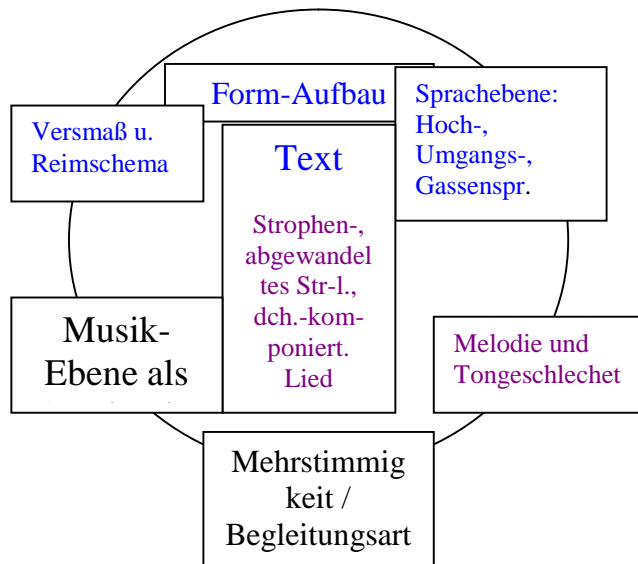 Form-Aufbau
Sprachebene:
Hoch-,
Umgangs-,
Gassenspr.
Versmaß u.
Reimschema
Text
Strophen-,
abgewandel
tes Str-l.,
dch.-kom-
poniert.
Lied
Musik-
Ebene als
Melodie und
Tongeschlechet
Mehrstimmig
keit /
Begleitungsart